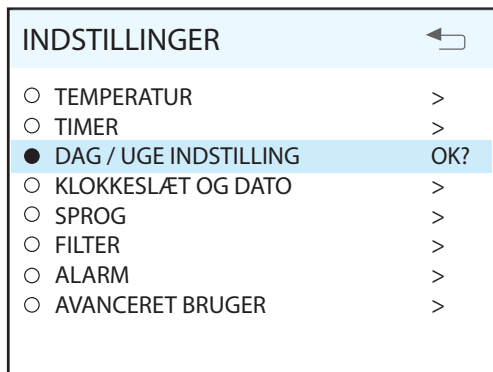 INDSTILLINGER
TEMPERATUR >
TIMER >
DAG / UGE INDSTILLING OK?
KLOKKESLÆT OG DATO >
SPROG >
FILTER >
ALARM >
AVANCERET BRUGER >